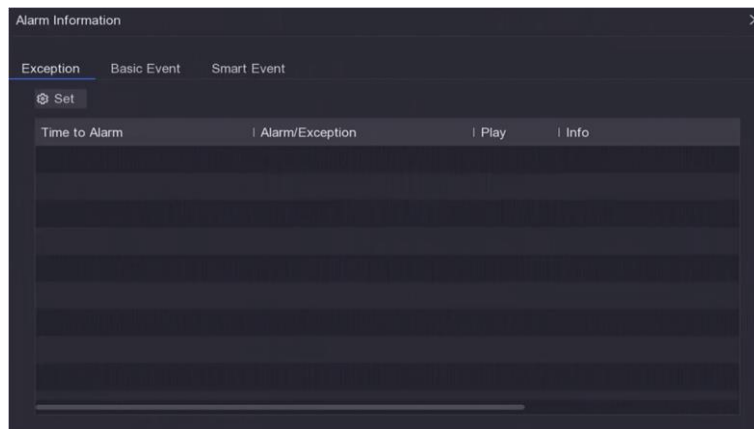 Alarm Information
Exception Basic Event Smart Event
Set
Time to Alarm Alarm/Exception Play Info